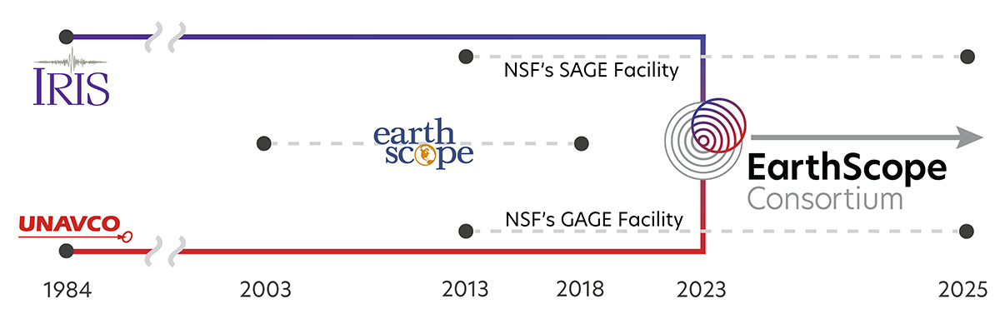 IRIS
NSF's SAGE Facility
earth
scope
EarthScope
Consortium
UNAVCO
NSF's GAGE Facility
1984 2003 2013 2018 2023 2025